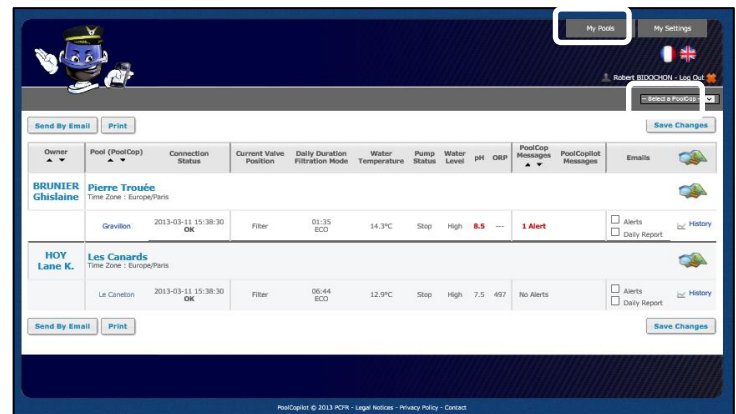 My Pools My Settings
Robert BIDOCHON - Log Out
-- Select a PoolCop --
Send By Email Print Save Changes
Owner Pool (PoolCop) Connection Status Current Valve Position Daily Duration Filtration Mode Water Temperature Pump Status Water Level pH ORP PoolCop Messages PoolCopilot Messages Emails
BRUNIER Ghislaine Pierre Trouée
Time Zone : Europe/Paris
Gravillon 2013-03-11 15:38:30 OK Filter 01:35 ECO 14.3°C Stop High 8.5 --- 1 Alert Alerts Daily Report History
HOY Lane K. Les Canards
Time Zone : Europe/Paris
Le Caneton 2013-03-11 15:38:30 OK Filter 06:44 ECO 12.9°C Stop High 7.5 497 No Alerts Alerts Daily Report History
Send By Email Print Save Changes
PoolCopilot © 2013 PCFR - Legal Notices - Privacy Policy - Contact